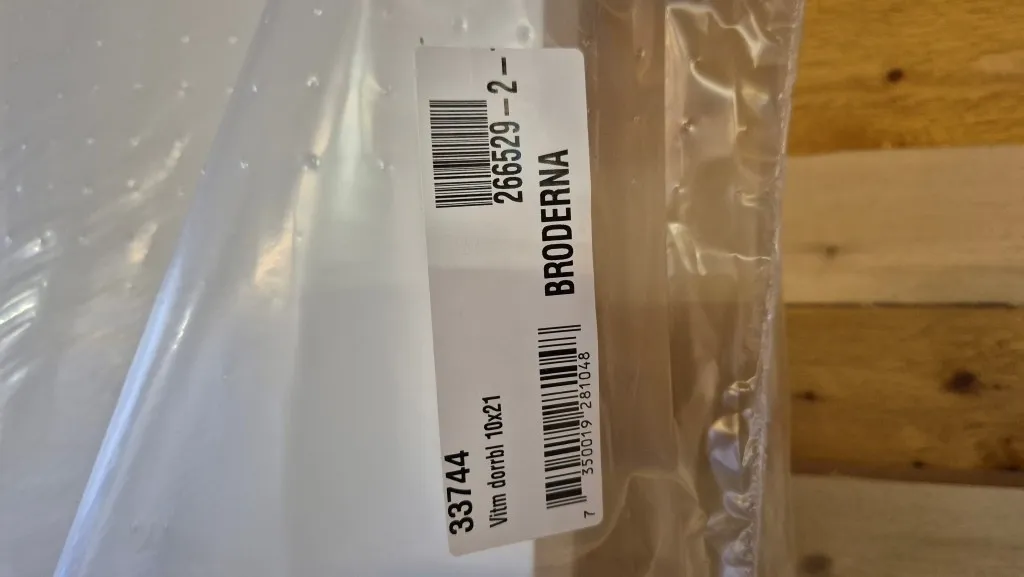 33744
Vitm dorrbl 10x21
266529-2-
7 350019 281048
BRODERNA